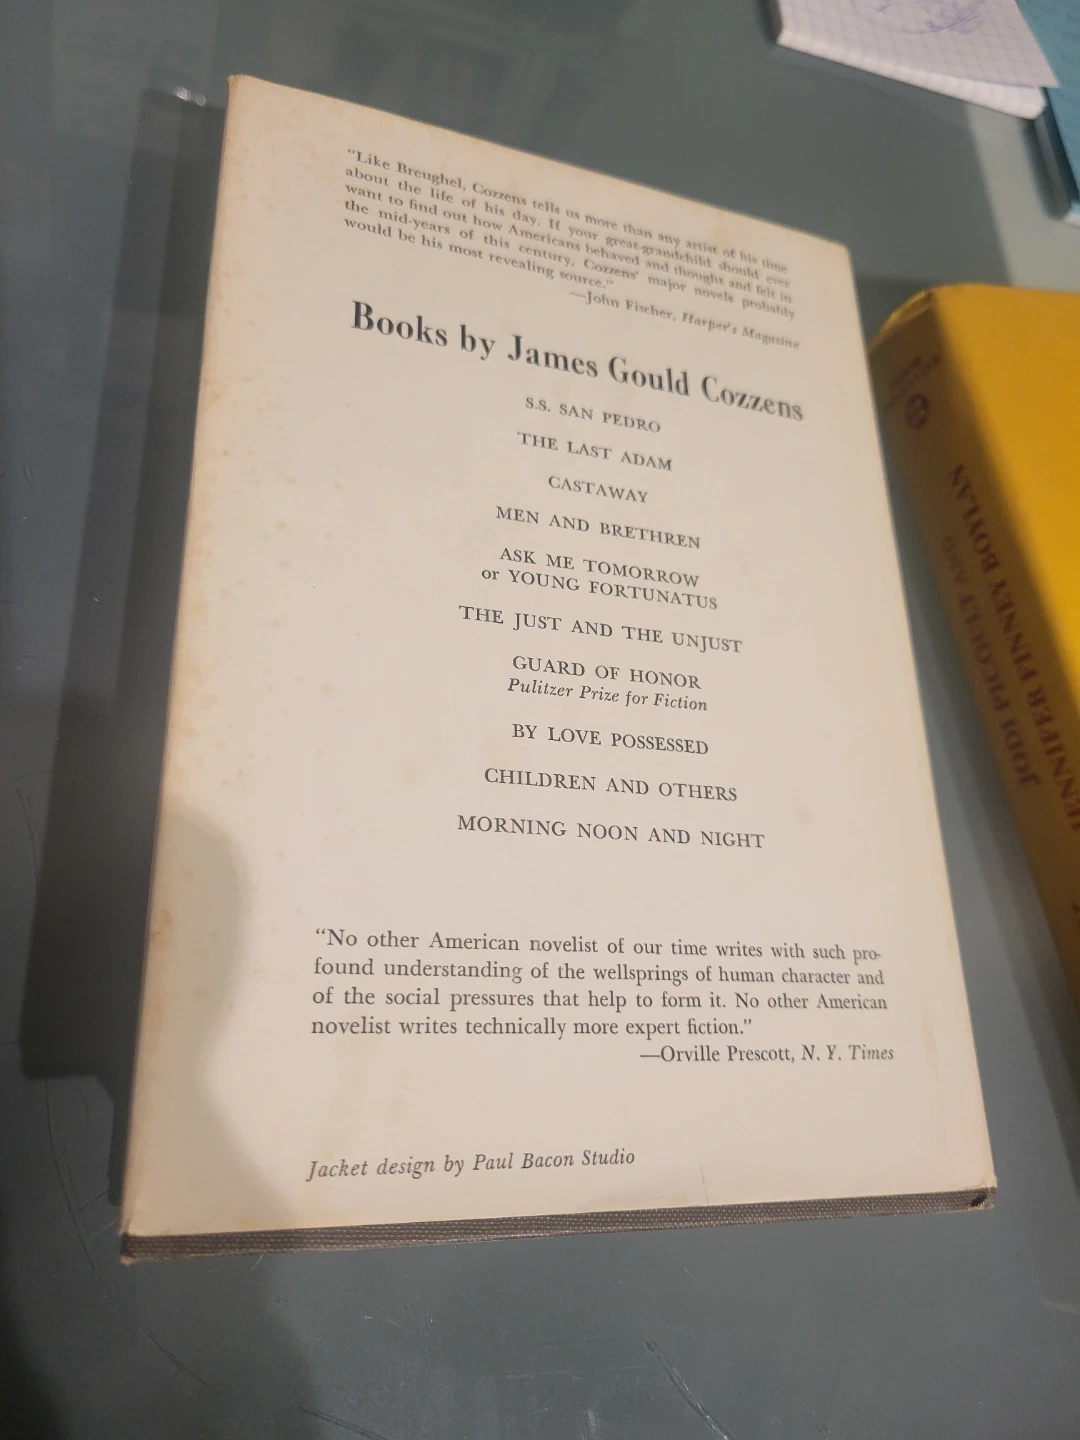 "Like Breughel, Cozzens tells us more than any artist of his time
about the life of his day. If your great-grandchild should ever
want to find out how Americans behaved and thought and felt in
the mid-years of this century, Cozzens' major novels probably
would be his most revealing source."
—John Fischer, Harper's Magazine
Books by James Gould Cozzens
S.S. SAN PEDRO
THE LAST ADAM
CASTAWAY
MEN AND BRETHREN
ASK ME TOMORROW
or YOUNG FORTUNATUS
THE JUST AND THE UNJUST
GUARD OF HONOR
Pulitzer Prize for Fiction
BY LOVE POSSESSED
CHILDREN AND OTHERS
MORNING NOON AND NIGHT
"No other American novelist of our time writes with such pro-
found understanding of the wellsprings of human character and
of the social pressures that help to form it. No other American
novelist writes technically more expert fiction."
—Orville Prescott, N. Y. Times
Jacket design by Paul Bacon Studio
JODI PICOULT AND
JENNIFER FINNEY BOYLAN